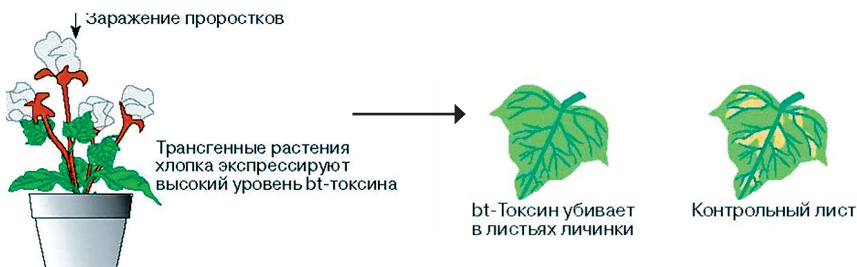 Заражение проростков
Трансгенные растения
хлопка экспрессируют
высокий уровень bt-токсина
bt-Токсин убивает
в листьях личинки
Контрольный лист